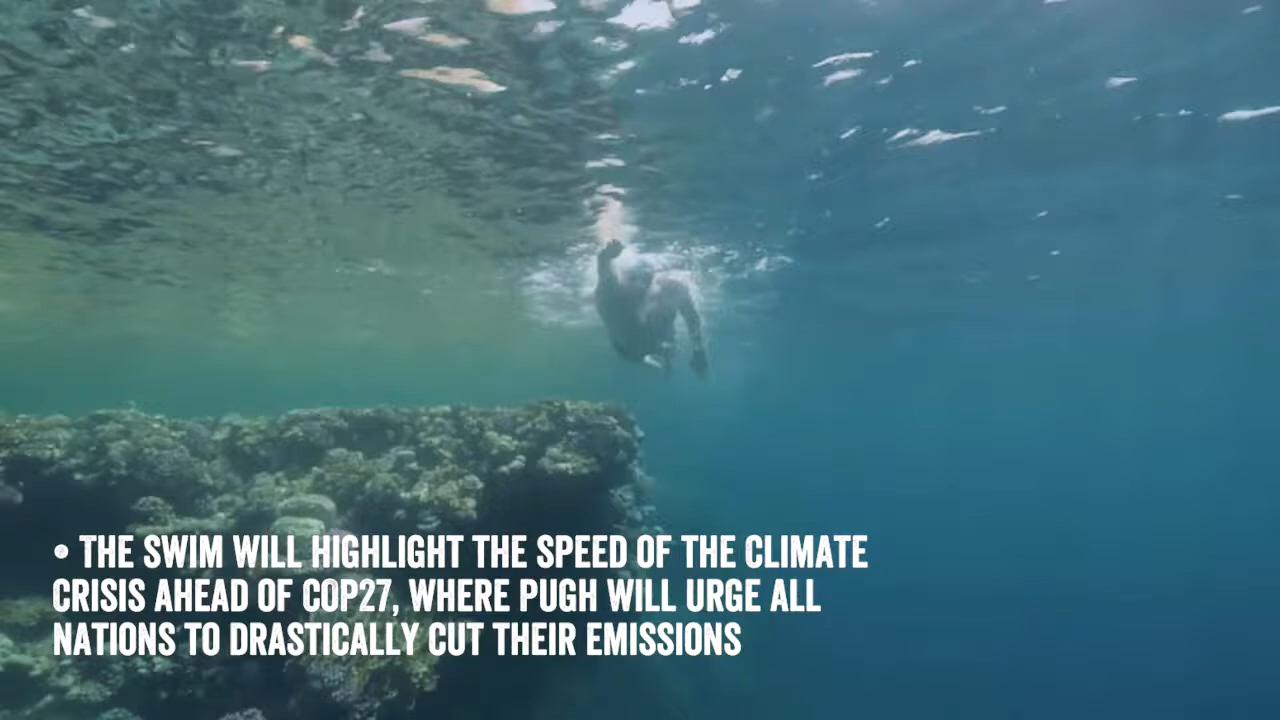 • THE SWIM WILL HIGHLIGHT THE SPEED OF THE CLIMATE
CRISIS AHEAD OF COP27, WHERE PUGH WILL URGE ALL
NATIONS TO DRASTICALLY CUT THEIR EMISSIONS